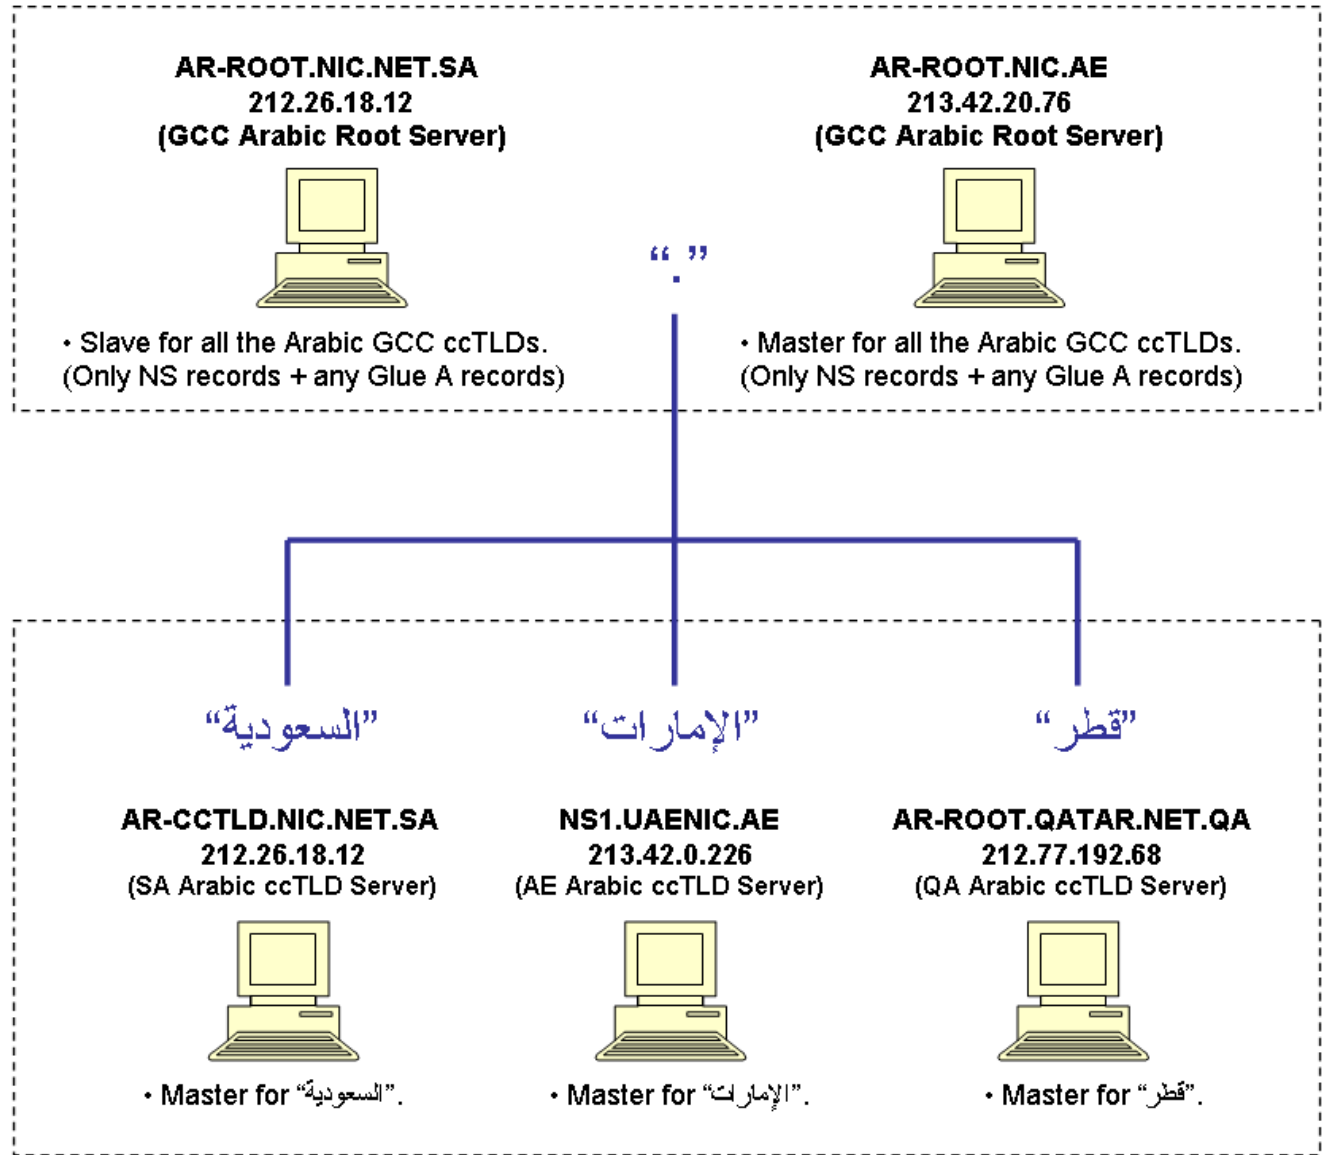 AR-ROOT.NIC.NET.SA
212.26.18.12
(GCC Arabic Root Server)
• Slave for all the Arabic GCC ccTLDs.
(Only NS records + any Glue A records)
AR-ROOT.NIC.AE
213.42.20.76
(GCC Arabic Root Server)
• Master for all the Arabic GCC ccTLDs.
(Only NS records + any Glue A records)
“.”
“السعودية”
AR-CCTLD.NIC.NET.SA
212.26.18.12
(SA Arabic ccTLD Server)
• Master for “السعودية”.
“الإمارات”
NS1.UAENIC.AE
213.42.0.226
(AE Arabic ccTLD Server)
• Master for “الإمارات”.
“قطر”
AR-ROOT.QATAR.NET.QA
212.77.192.68
(QA Arabic ccTLD Server)
• Master for “قطر”.